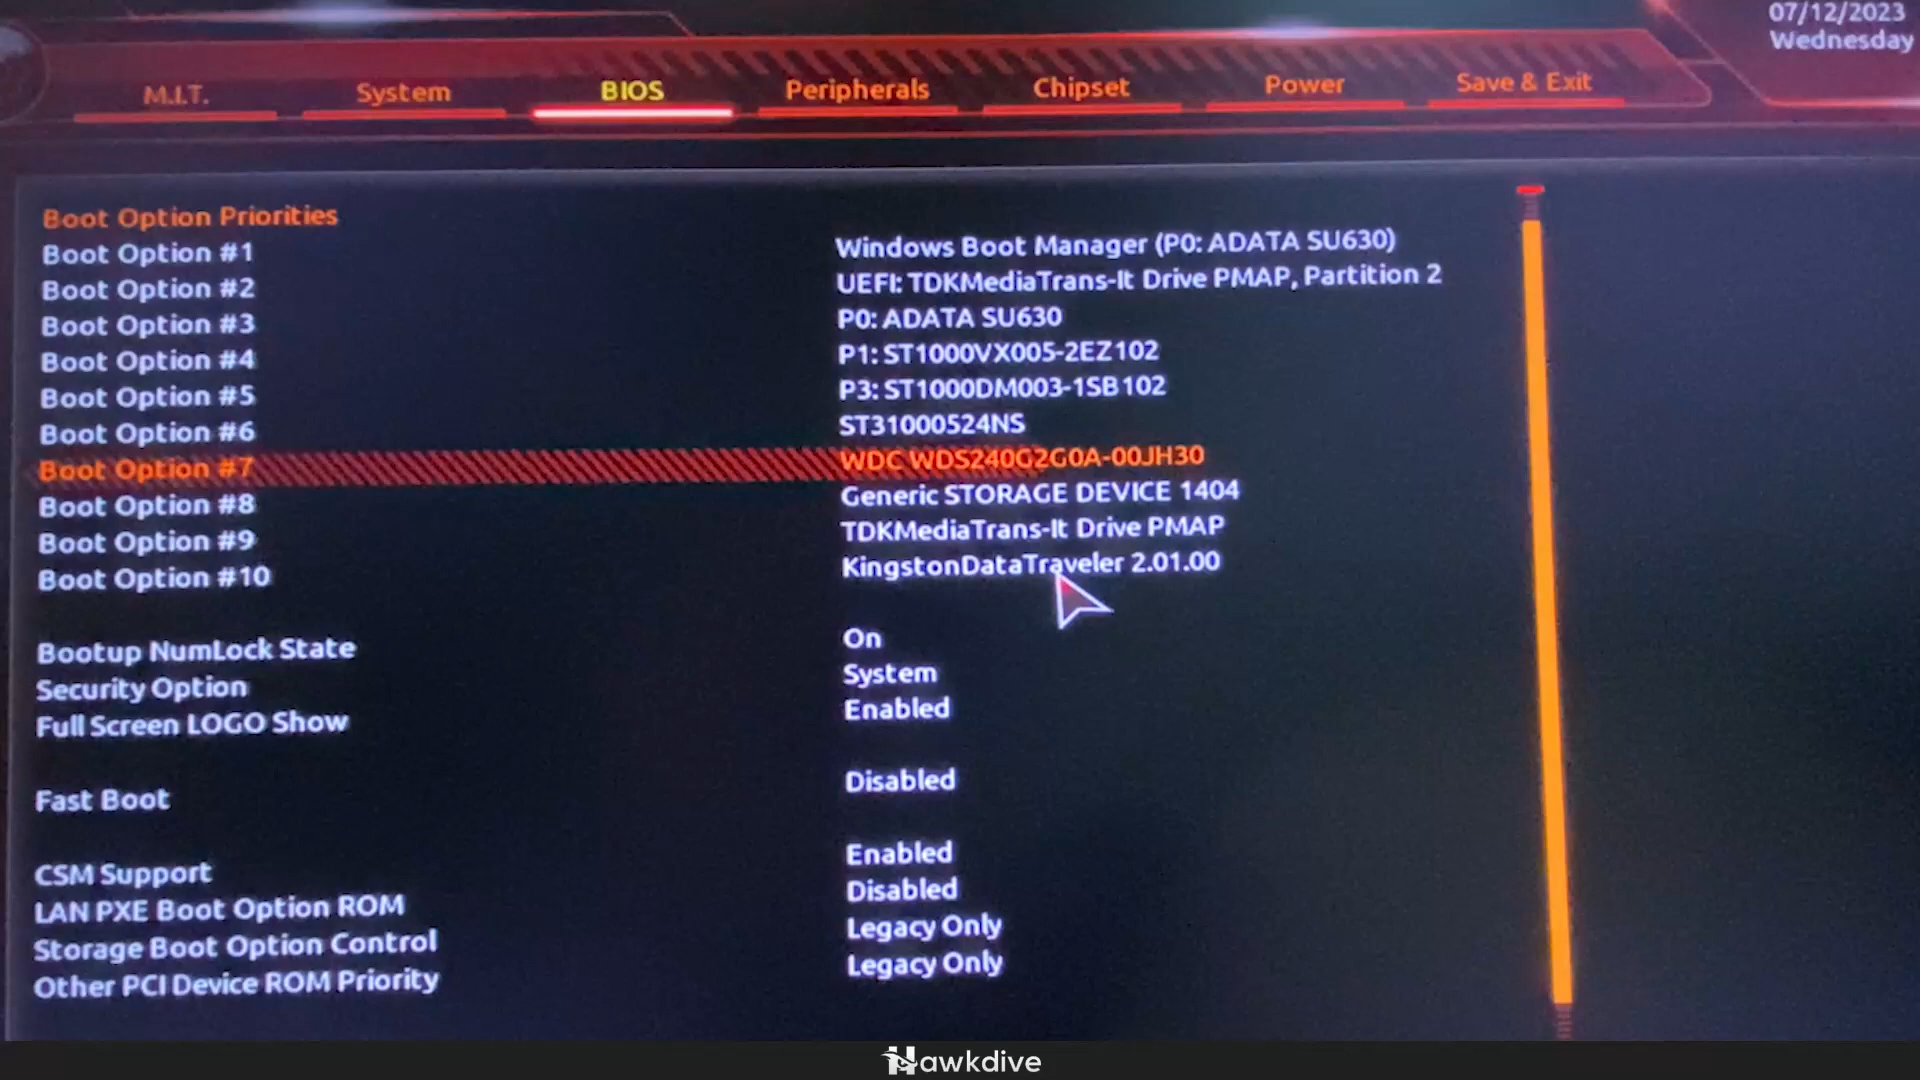 07/12/2023
Wednesday
M.I.T. System BIOS Peripherals Chipset Power Save & Exit
Boot Option Priorities
Boot Option #1 Windows Boot Manager (P0: ADATA SU630)
Boot Option #2 UEFI: TDKMediaTrans-It Drive PMAP, Partition 2
Boot Option #3 P0: ADATA SU630
Boot Option #4 P1: ST1000VX005-2EZ102
Boot Option #5 P3: ST1000DM003-1SB102
Boot Option #6 ST31000524NS
Boot Option #7 WDC WDS240G2G0A-00JH30
Boot Option #8 Generic STORAGE DEVICE 1404
Boot Option #9 TDKMediaTrans-It Drive PMAP
Boot Option #10 KingstonDataTraveler 2.01.00
Bootup NumLock State On
Security Option System
Full Screen LOGO Show Enabled
Fast Boot Disabled
CSM Support Enabled
LAN PXE Boot Option ROM Disabled
Storage Boot Option Control Legacy Only
Other PCI Device ROM Priority Legacy Only
Hawkdive